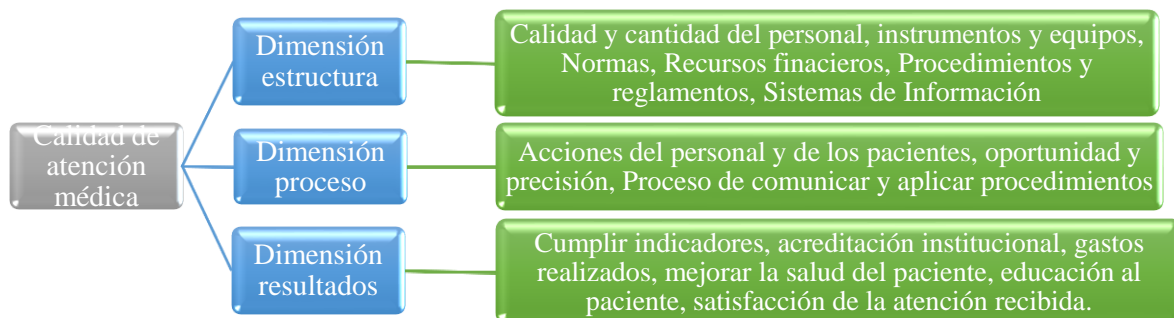 Dimensión
estructura
Calidad y cantidad del personal, instrumentos y equipos,
Normas, Recursos finacieros, Procedimientos y
reglamentos, Sistemas de Información
Calidad de
atención
médica
Dimensión
proceso
Acciones del personal y de los pacientes, oportunidad y
precisión, Proceso de comunicar y aplicar procedimientos
Dimensión
resultados
Cumplir indicadores, acreditación institucional, gastos
realizados, mejorar la salud del paciente, educación al
paciente, satisfacción de la atención recibida.